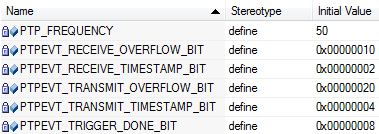 Name Stereotype Initial Value
PTP_FREQUENCY define 50
PTPEVT_RECEIVE_OVERFLOW_BIT define 0x00000010
PTPEVT_RECEIVE_TIMESTAMP_BIT define 0x00000002
PTPEVT_TRANSMIT_OVERFLOW_BIT define 0x00000020
PTPEVT_TRANSMIT_TIMESTAMP_BIT define 0x00000004
PTPEVT_TRIGGER_DONE_BIT define 0x00000008